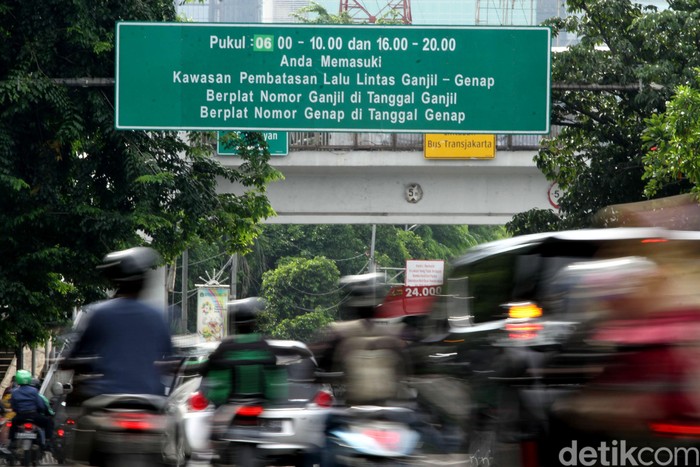 Pukul : 06 00 - 10.00 dan 16.00 - 20.00
Anda Memasuki
Kawasan Pembatasan Lalu Lintas Ganjil - Genap
Berplat Nomor Ganjil di Tanggal Ganjil
Berplat Nomor Genap di Tanggal Genap
Bus Transjakarta
24.000
detikcom